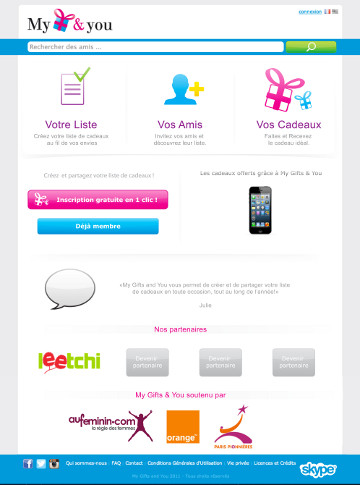 My & you
connexion
Rechercher des amis ...
Votre Liste
Créez votre liste de cadeaux
au fil de vos envies
Vos Amis
Invitez vos amis et
découvrez leur liste.
Vos Cadeaux
Faites et Recevez
le cadeau idéal.
Créez et partagez votre liste de cadeaux !
Inscription gratuite en 1 clic !
Déjà membre
Les cadeaux offerts grâce à My Gifts & You
«My Gifts and You vous permet de créer et de partager votre liste
de cadeaux en toute occasion, tout au long de l'année!»
Julie
Nos partenaires
leetchi
Devenir
partenaire
Devenir
partenaire
Devenir
partenaire
My Gifts & You soutenu par
aufeminin.com
la règle des femmes
orange
PARIS PIONNIÈRES
Qui sommes-nous FAQ Contact Conditions Générales d'Utilisation Vie privée Licences et Crédits
skype
My Gifts and You 2011 Tous droits réservés